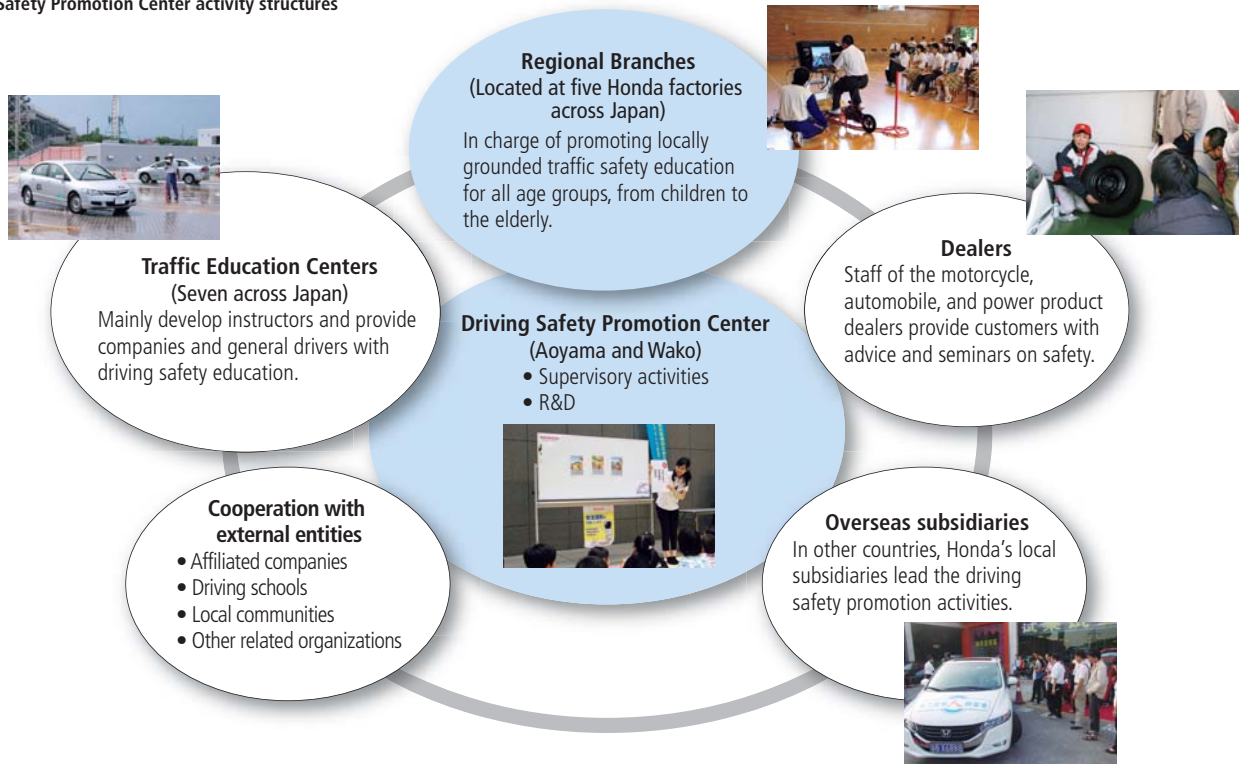 Safety Promotion Center activity structures
Regional Branches
(Located at five Honda factories
across Japan)
In charge of promoting locally
grounded traffic safety education
for all age groups, from children to
the elderly.
Traffic Education Centers
(Seven across Japan)
Mainly develop instructors and provide
companies and general drivers with
driving safety education.
Dealers
Staff of the motorcycle,
automobile, and power product
dealers provide customers with
advice and seminars on safety.
Driving Safety Promotion Center
(Aoyama and Wako)
• Supervisory activities
• R&D
Cooperation with
external entities
• Affiliated companies
• Driving schools
• Local communities
• Other related organizations
Overseas subsidiaries
In other countries, Honda's local
subsidiaries lead the driving
safety promotion activities.